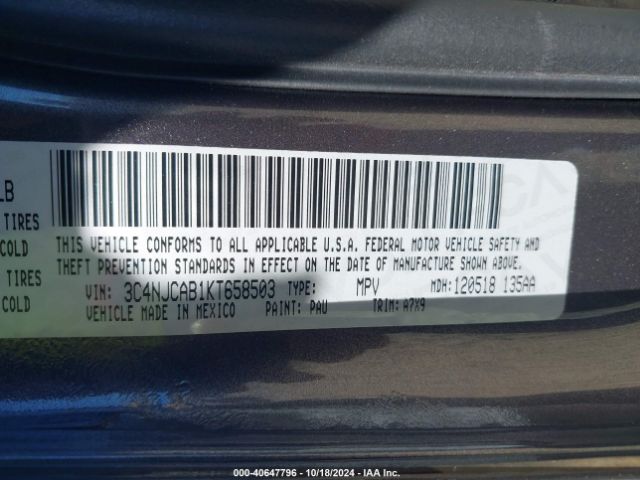 LB
TIRES
COLD
TIRES
COLD
THIS VEHICLE CONFORMS TO ALL APPLICABLE U.S.A. FEDERAL MOTOR VEHICLE SAFETY AND
THEFT PREVENTION STANDARDS IN EFFECT ON THE DATE OF MANUFACTURE SHOWN ABOVE.
VIN: 3C4NJCAB1KT658503 TYPE: MPV MDH: 120518 135AA
VEHICLE MADE IN MEXICO PAINT: PAU TRIM: A7X9
00-40647796 - 10/18/2024 - IAA Inc.